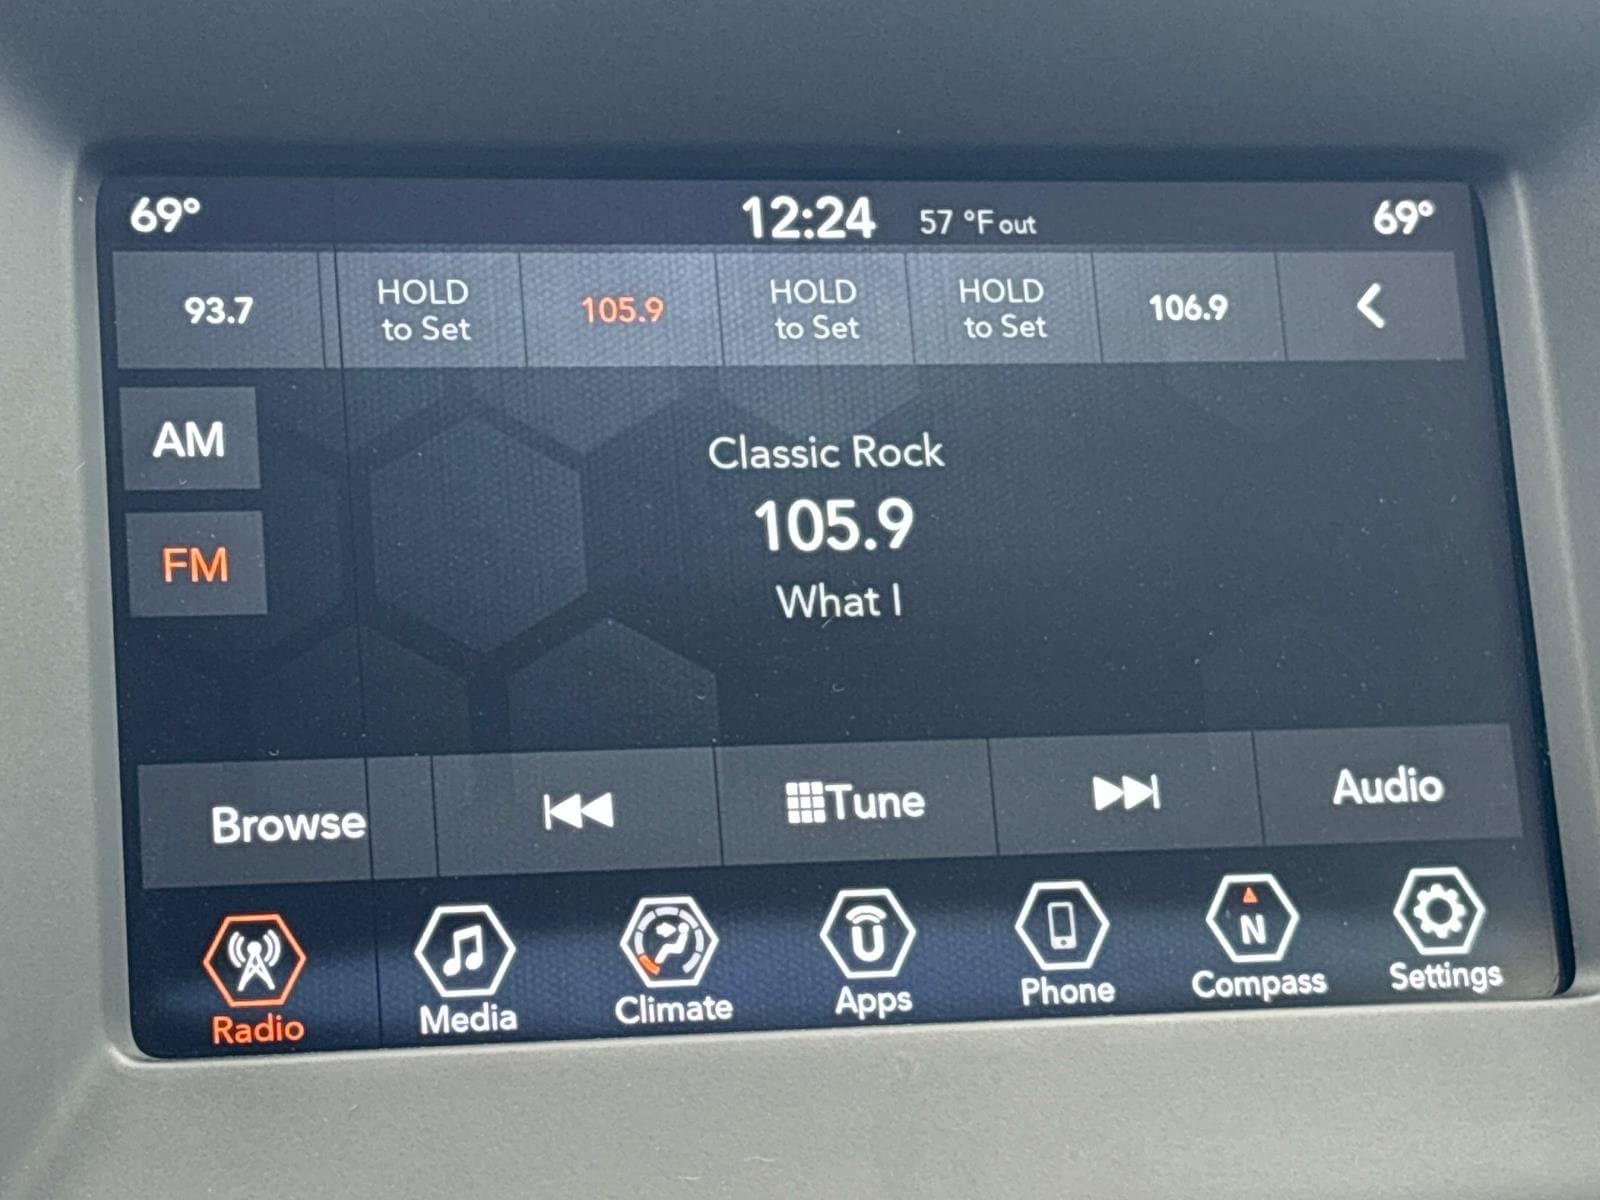 69°
12:24
57 °F out
69°
93.7
HOLD
to Set
105.9
HOLD
to Set
HOLD
to Set
106.9
AM
FM
Classic Rock
105.9
What I
Browse
Tune
Audio
Radio
Media
Climate
U
Apps
Phone
N
Compass
Settings